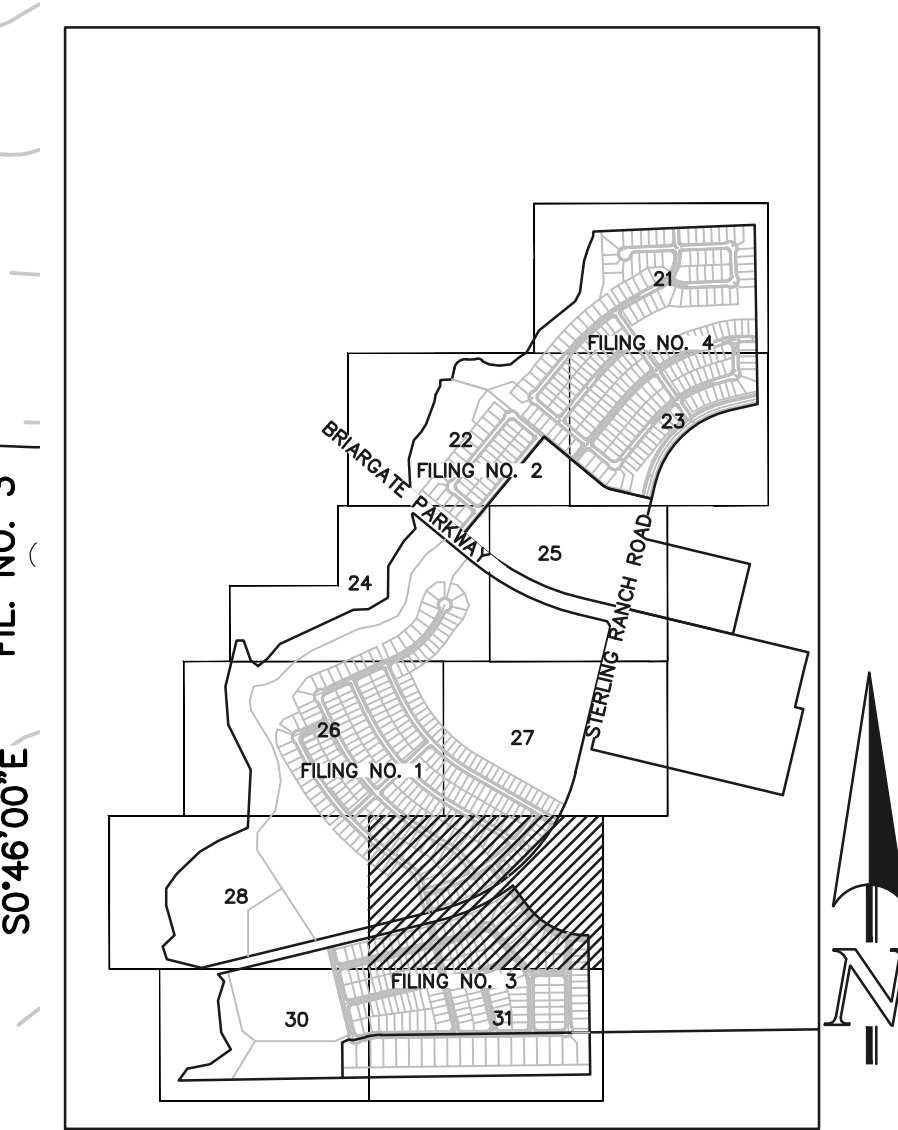 21
FILING NO. 4
23
22
FILING NO. 2
BRIARGATE PARKWAY
25
24
STERLING RANCH ROAD
26
27
FILING NO. 1
28
FILING NO. 3
30
31
FIL. NO. 3
S0°46'00"E
N